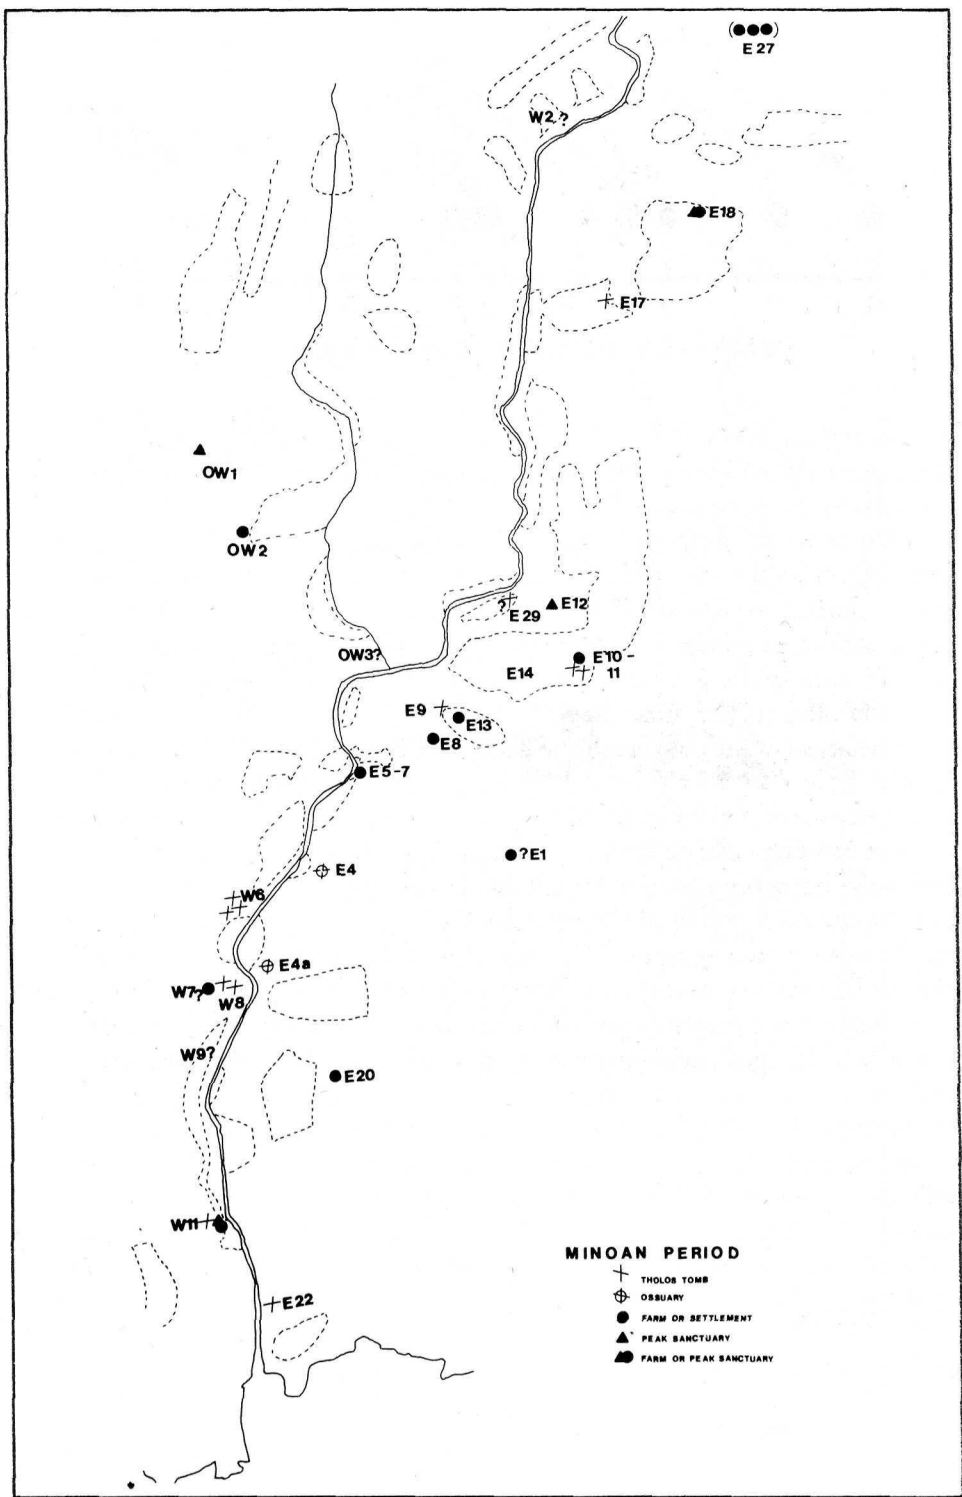 E 27
W2 ?
E18
E17
OW1
OW2
? E12
E 29
OW3?
E10 -
11
E14
E9
E13
E8
E5-7
?E1
E4
W6
E4a
W7?
W8
W9?
E20
W11
E22
MINOAN PERIOD
THOLOS TOMB
OSSUARY
FARM OR SETTLEMENT
PEAK SANCTUARY
FARM OR PEAK SANCTUARY